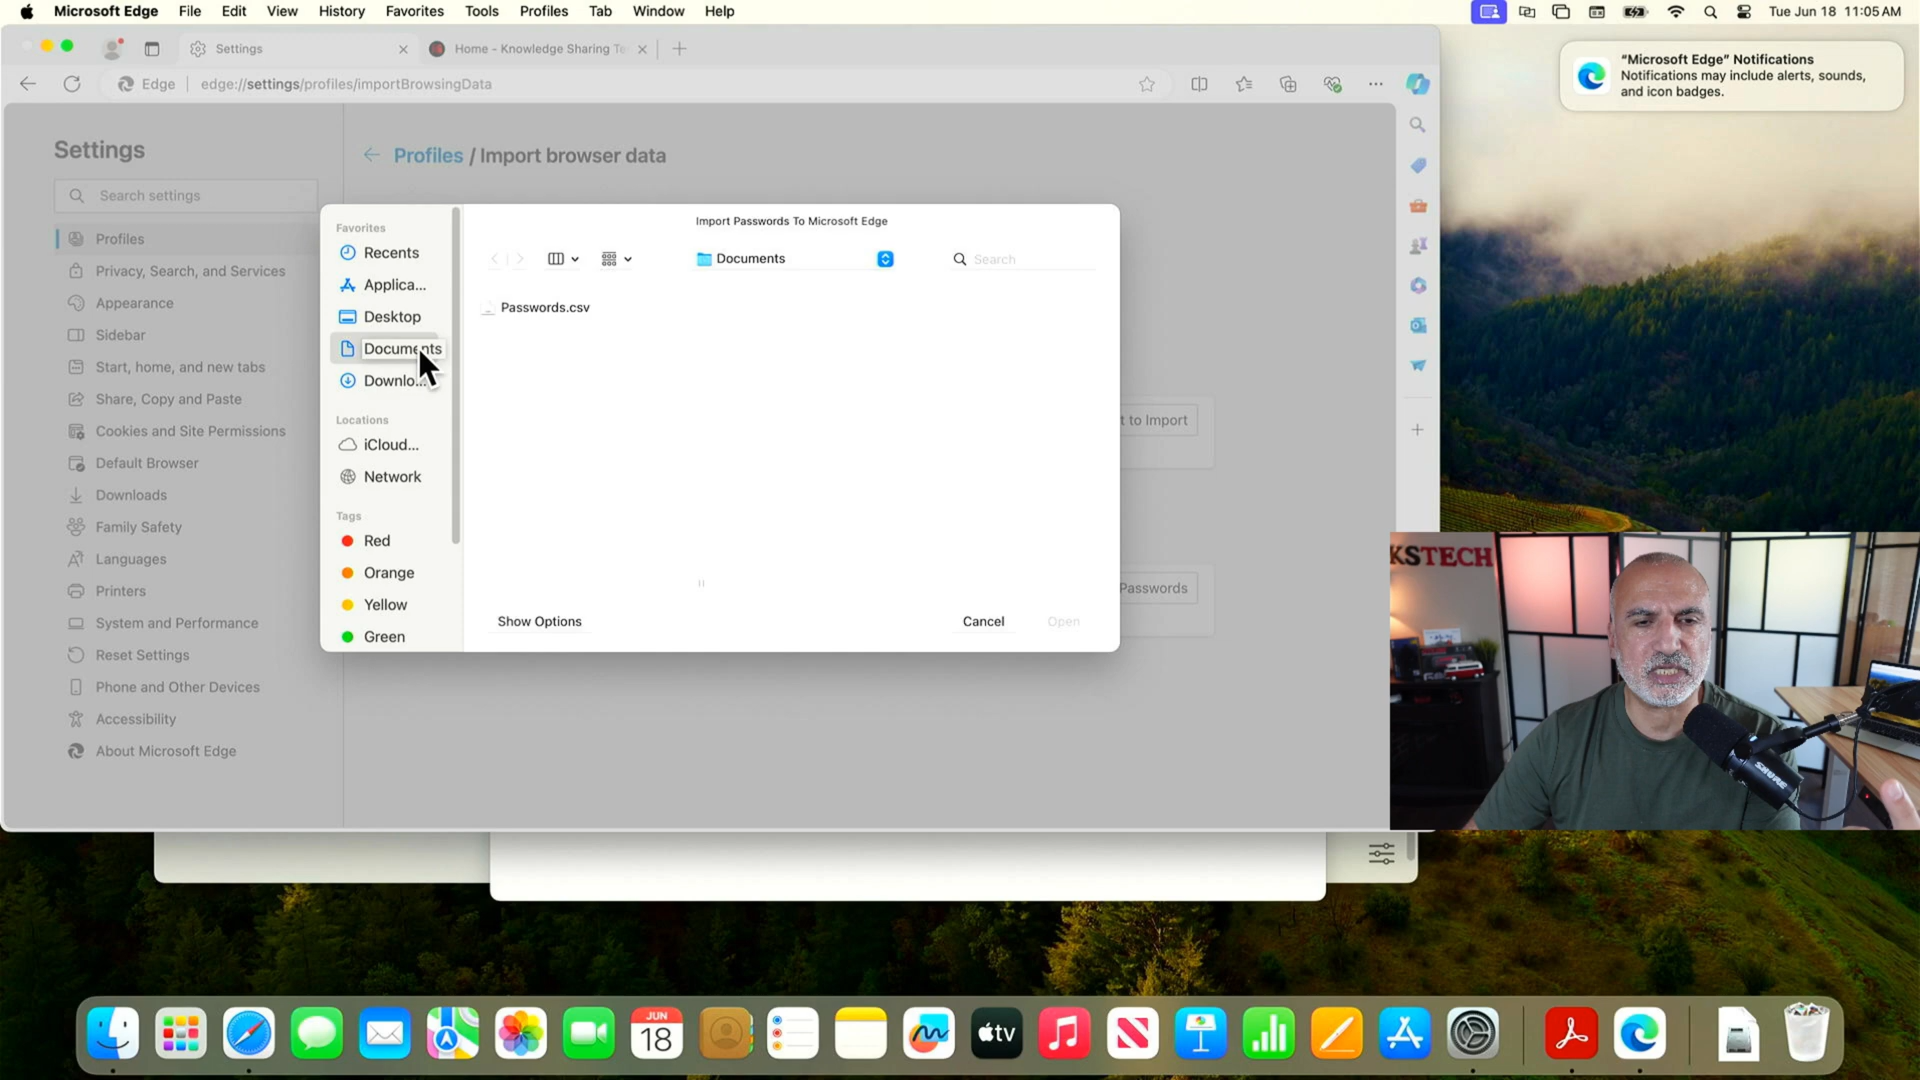 Microsoft Edge File Edit View History Favorites Tools Profiles Tab Window Help
Tue Jun 18 11:05 AM
Settings
Home - Knowledge Sharing
Edge
edge://settings/profiles/importBrowsingData
"Microsoft Edge" Notifications
Notifications may include alerts, sounds,
and icon badges.
Settings
Search settings
Profiles
Privacy, Search, and Services
Appearance
Sidebar
Start, home, and new tabs
Share, Copy and Paste
Cookies and Site Permissions
Default Browser
Downloads
Family Safety
Languages
Printers
System and Performance
Reset Settings
Phone and Other Devices
Accessibility
About Microsoft Edge
Profiles / Import browser data
t to Import
Passwords
Import Passwords To Microsoft Edge
Favorites
Recents
Applica...
Desktop
Documents
Downlo...
Locations
iCloud...
Network
Tags
Red
Orange
Yellow
Green
Documents
Search
Passwords.csv
Show Options
Cancel
Open
KSTECH
SHURE
JUN
18
tv